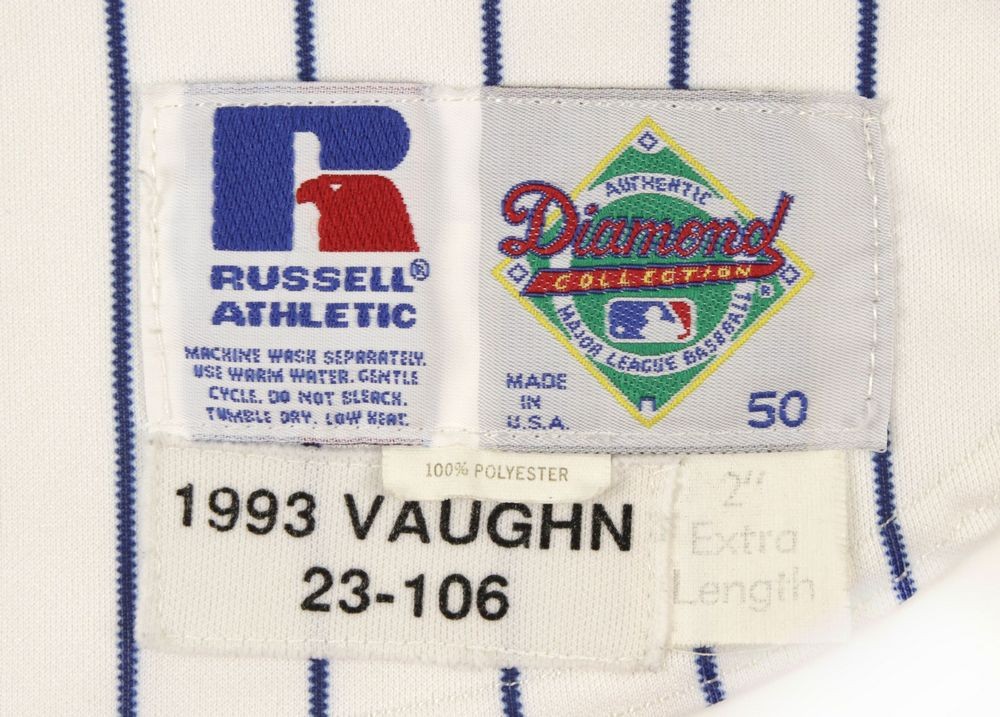 RUSSELL®
ATHLETIC
MACHINE WASH SEPARATELY.
USE WARM WATER. GENTLE
CYCLE. DO NOT BLEACH.
TUMBLE DRY. LOW HEAT.
AUTHENTIC
Diamond
COLLECTION ®
MAJOR LEAGUE BASEBALL
MADE
IN
U.S.A.
50
100% POLYESTER
1993 VAUGHN
23-106
2"
Extra
Length